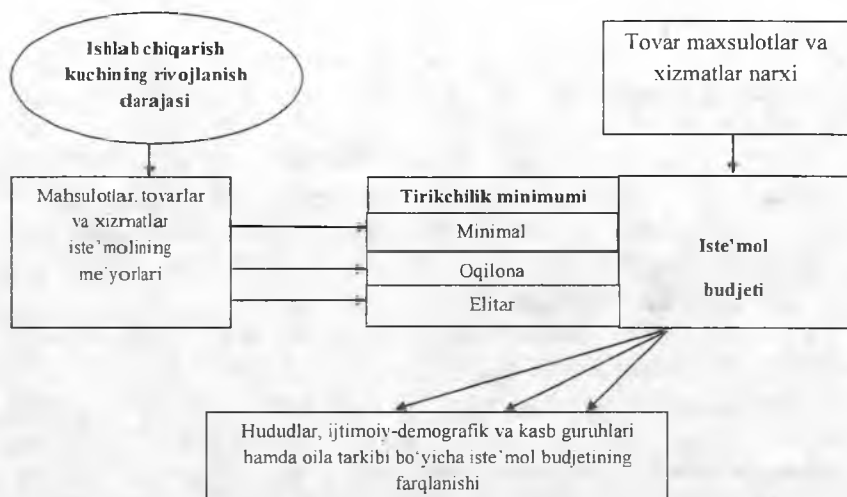 Ishlab chiqarish
kuchining rivojlanish
darajasi
Tovar maxsulotlar va
xizmatlar narxi
Mahsulotlar, tovarlar
va xizmatlar
iste'molining
me'yorlari
Tirikchilik minimumi
Minimal
Oqilona
Elitar
Iste'mol
budjeti
Hududlar, ijtimoiy-demografik va kasb guruhlari
hamda oila tarkibi bo'yicha iste'mol budjetining
farqlanishi